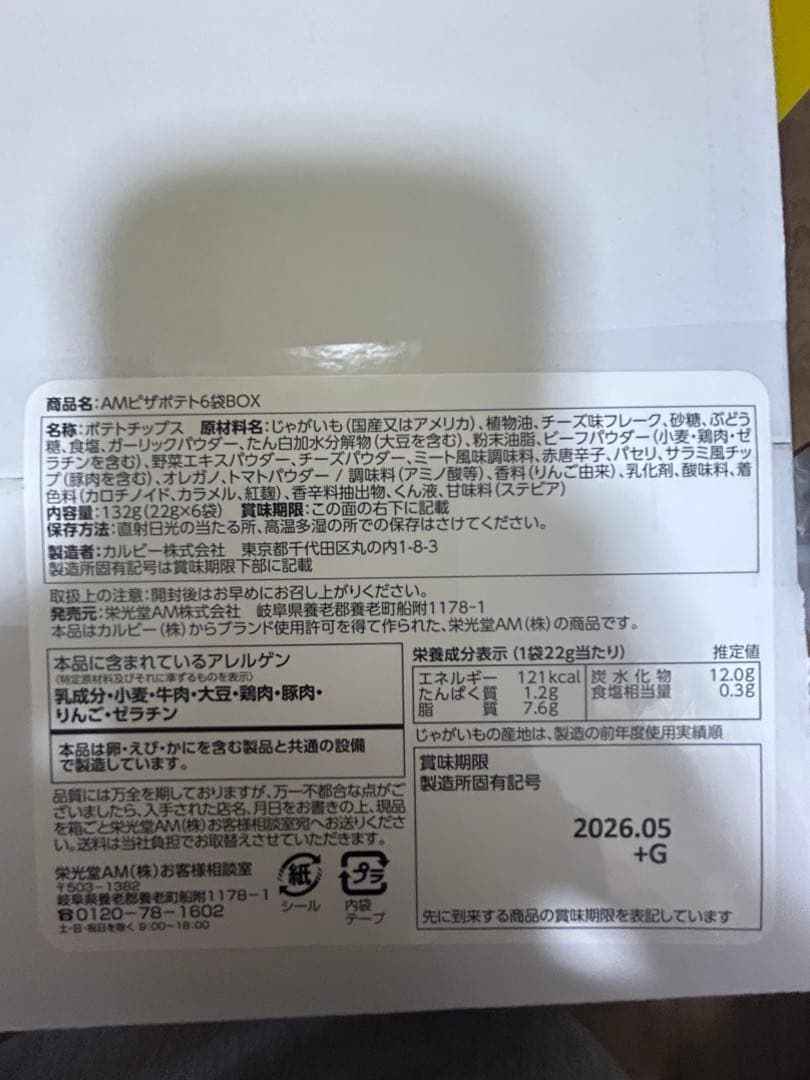 商品名:AMピザポテト6袋BOX
名称:ポテトチップス 原材料名:じゃがいも(国産又はアメリカ)、植物油、チーズ味フレーク、砂糖、ぶどう
糖、食塩、ガーリックパウダー、たん白加水分解物(大豆を含む)、粉末油脂、ビーフパウダー(小麦・鶏肉・ゼ
ラチンを含む)、野菜エキスパウダー、チーズパウダー、ミート風味調味料、赤唐辛子、パセリ、サラミ風チッ
プ(豚肉を含む)、オレガノ、トマトパウダー / 調味料(アミノ酸等)、香料(りんご由来)、乳化剤、酸味料、着
色料(カロチノイド、カラメル、紅麹)、香辛料抽出物、くん液、甘味料(ステビア)
内容量:132g(22g×6袋) 賞味期限:この面の右下に記載
保存方法:直射日光の当たる所、高温多湿の所での保存はさけてください。
製造者:カルビー株式会社 東京都千代田区丸の内1-8-3
製造所固有記号は賞味期限下部に記載
取扱上の注意:開封後はお早めにお召し上がりください。
発売元:栄光堂AM株式会社 岐阜県養老郡養老町船附1178-1
本品はカルビー(株)からブランド使用許可を得て作られた、栄光堂AM(株)の商品です。
本品に含まれているアレルゲン
(特定原材料及びそれに準ずるものを表示)
乳成分・小麦・牛肉・大豆・鶏肉・豚肉・
りんご・ゼラチン
本品は卵・えび・かにを含む製品と共通の設備
で製造しています。
品質には万全を期しておりますが、万一不都合な点がご
ざいましたら、入手された店名、月日をお書きの上、現品
を箱ごと栄光堂AM(株)お客様相談室宛へお送りくださ
い。送料は当社負担でお取替えさせていただきます。
栄光堂AM(株)お客様相談室
〒503-1382
岐阜県養老郡養老町船附1178-1
☎0120-78-1602
土・日・祝日を除く 9:00~18:00
紙
シール
プラ
内袋
テープ
栄養成分表示 (1袋22g当たり) 推定値
エネルギー 121kcal 炭水化物 12.0g
たんぱく質 1.2g 食塩相当量 0.3g
脂質 7.6g
じゃがいもの産地は、製造の前年度使用実績順
賞味期限
製造所固有記号
2026.05
+G
先に到来する商品の賞味期限を表記しています